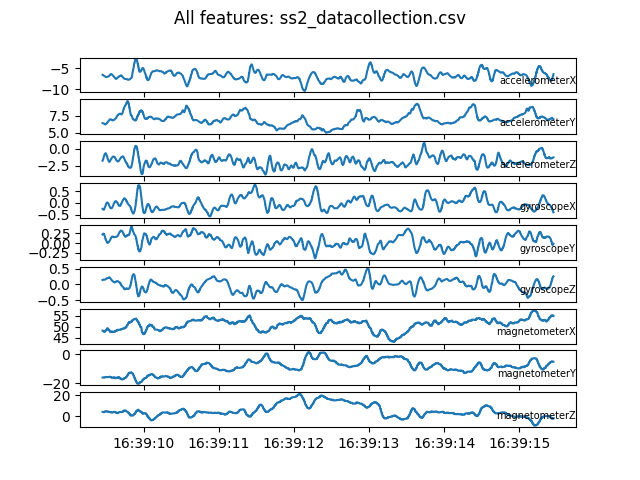 All features: ss2_datacollection.csv
−5
−10
accelerometerX
7.5
5.0
accelerometerY
0.0
−2.5
accelerometerZ
0.5
0.0
−0.5
gyroscopeX
0.25
0.00
−0.25
gyroscopeY
0.5
0.0
−0.5
gyroscopeZ
55
50
45
magnetometerX
0
−20
magnetometerY
20
0
magnetometerZ
16:39:10 16:39:11 16:39:12 16:39:13 16:39:14 16:39:15